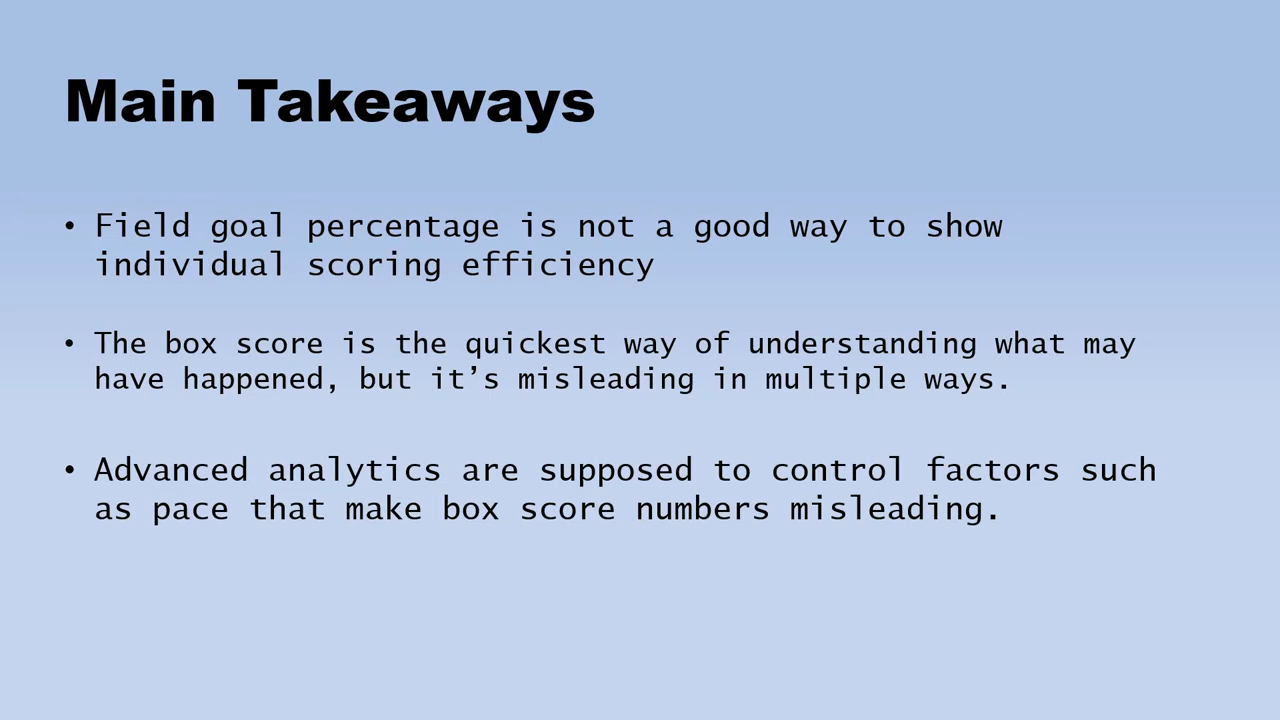 Main Takeaways
• Field goal percentage is not a good way to show
individual scoring efficiency
• The box score is the quickest way of understanding what may
have happened, but it’s misleading in multiple ways.
• Advanced analytics are supposed to control factors such
as pace that make box score numbers misleading.